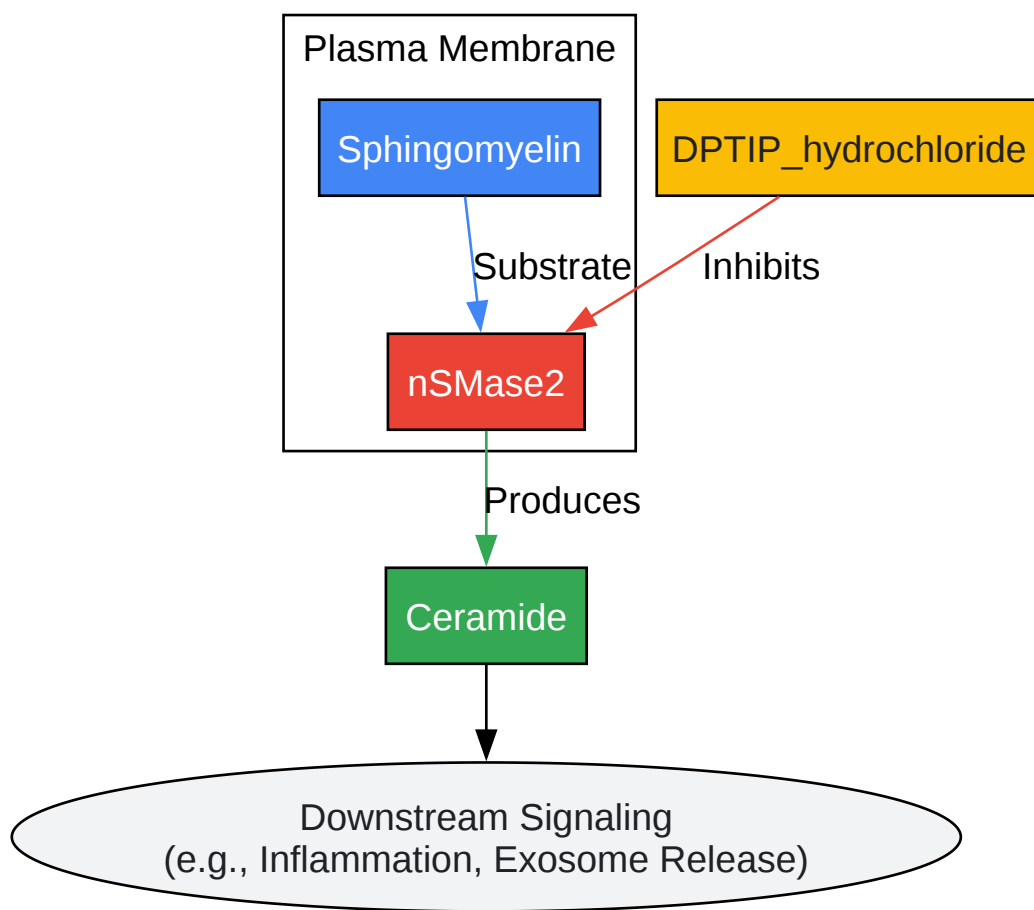 Plasma Membrane
Sphingomyelin
DPTIP_hydrochloride
Substrate
Inhibits
nSMase2
Produces
Ceramide
Downstream Signaling
(e.g., Inflammation, Exosome Release)